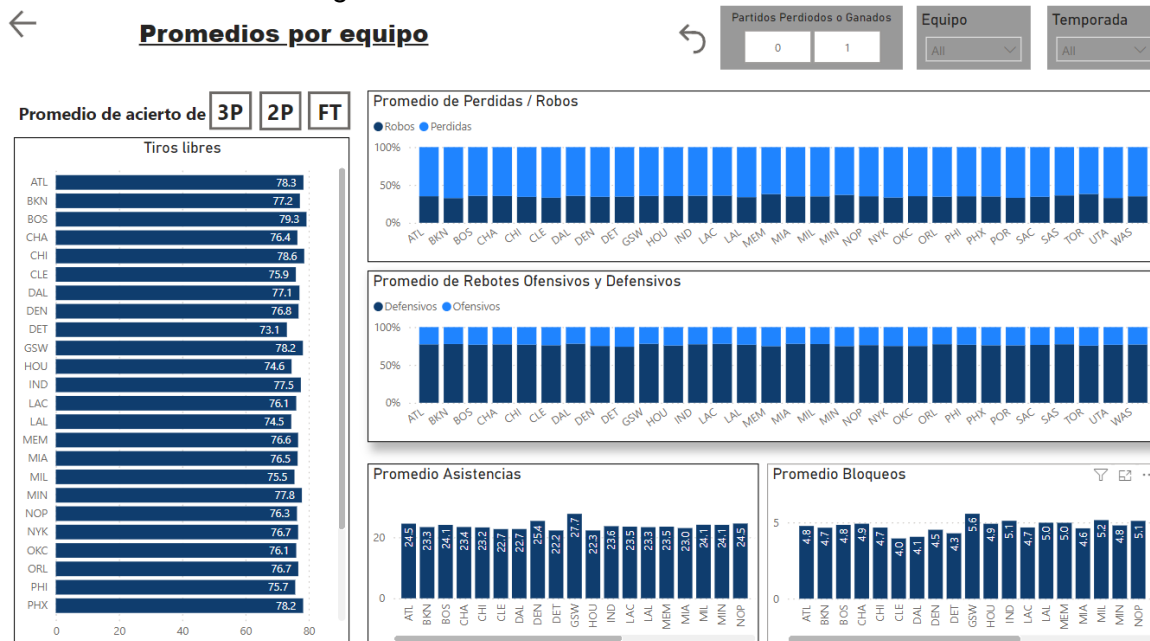 Promedios por equipo
Partidos Perdiodos o Ganados
0 1
Equipo
All
Temporada
All
Promedio de acierto de 3P 2P FT
Tiros libres
ATL 78.3
BKN 77.2
BOS 79.3
CHA 76.4
CHI 78.6
CLE 75.9
DAL 77.1
DEN 76.8
DET 73.1
GSW 78.2
HOU 74.6
IND 77.5
LAC 76.1
LAL 74.5
MEM 76.6
MIA 76.5
MIL 75.5
MIN 77.8
NOP 76.3
NYK 76.7
OKC 76.1
ORL 76.7
PHI 75.7
PHX 78.2
0 20 40 60 80
Promedio de Perdidas / Robos
Robos Perdidas
100%
50%
0%
ATL BKN BOS CHA CHI CLE DAL DEN DET GSW HOU IND LAC LAL MEM MIA MIL MIN NOP NYK OKC ORL PHI PHX POR SAC SAS TOR UTA WAS
Promedio de Rebotes Ofensivos y Defensivos
Defensivos Ofensivos
100%
50%
0%
ATL BKN BOS CHA CHI CLE DAL DEN DET GSW HOU IND LAC LAL MEM MIA MIL MIN NOP NYK OKC ORL PHI PHX POR SAC SAS TOR UTA WAS
Promedio Asistencias
20
0
24.5 23.3 24.1 23.4 23.2 22.7 22.7 25.4 22.2 27.7 22.3 23.6 23.5 23.3 23.5 23.0 24.1 24.1 24.5
ATL BKN BOS CHA CHI CLE DAL DEN DET GSW HOU IND LAC LAL MEM MIA MIL MIN NOP
Promedio Bloqueos
5
0
4.8 4.7 4.8 4.9 4.7 4.0 4.1 4.5 4.3 5.6 4.9 5.1 4.7 5.0 5.0 4.6 5.2 4.8 5.1
ATL BKN BOS CHA CHI CLE DAL DEN DET GSW HOU IND LAC LAL MEM MIA MIL MIN NOP